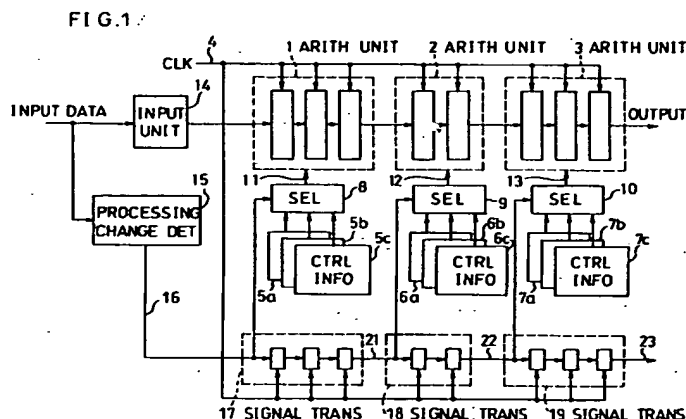 FIG.1
4
1 ARITH UNIT
2 ARITH UNIT
3 ARITH UNIT
CLK
14
INPUT DATA
INPUT
UNIT
OUTPUT
11
12
13
15
8
9
10
SEL
SEL
SEL
PROCESSING
CHANGE DET
5b
6b
7b
5c
6c
7c
CTRL
INFO
CTRL
INFO
CTRL
INFO
5a
6a
7a
16
21
22
23
17 SIGNAL TRANS
18 SIGNAL TRANS
19 SIGNAL TRANS